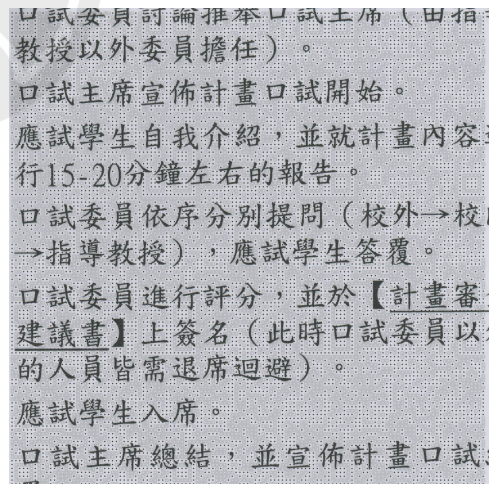 口試委員討論推舉口試主席（由指
教授以外委員擔任）。
口試主席宣佈計畫口試開始。
應試學生自我介紹，並就計畫內容
行15-20分鐘左右的報告。
口試委員依序分別提問（校外→校
→指導教授），應試學生答覆。
口試委員進行評分，並於【計畫審
建議書】上簽名（此時口試委員以
的人員皆需退席迴避）。
應試學生入席。
口試主席總結，並宣佈計畫口試